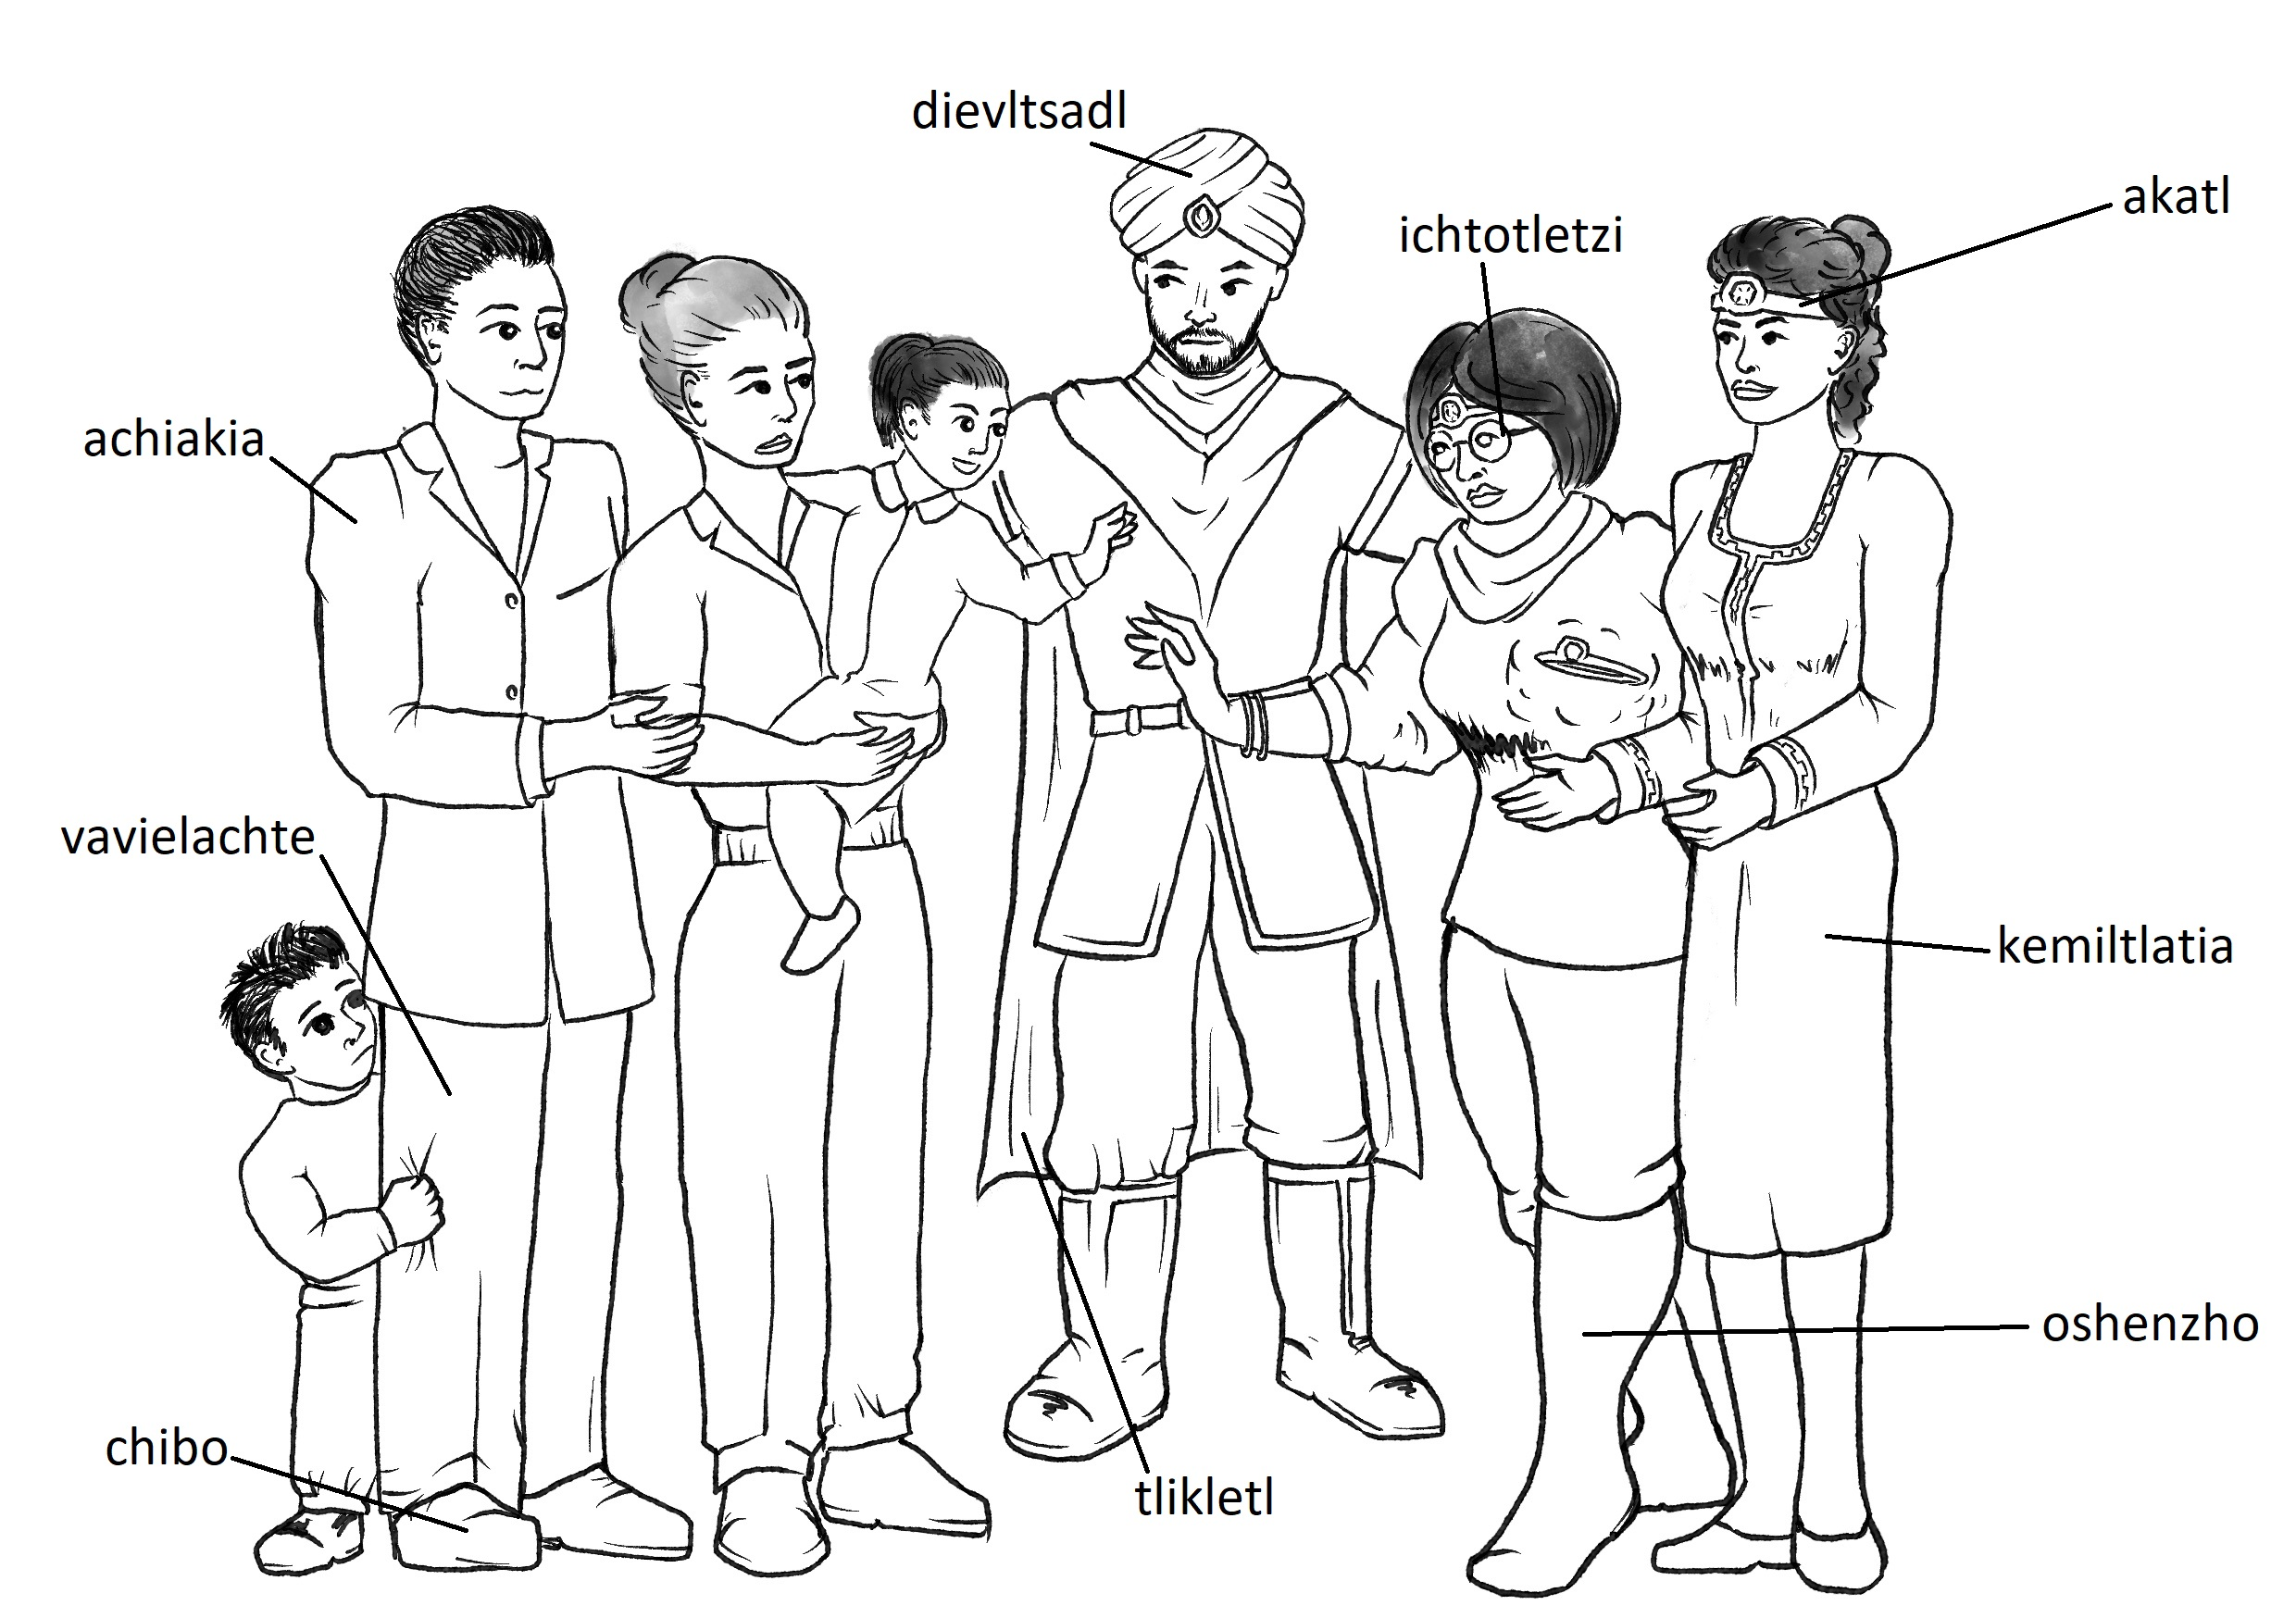 dievltsadl
akatl
ichtotletzi
achiakia
vavielachte
kemiltlatia
oshenzho
chibo
tlikletl